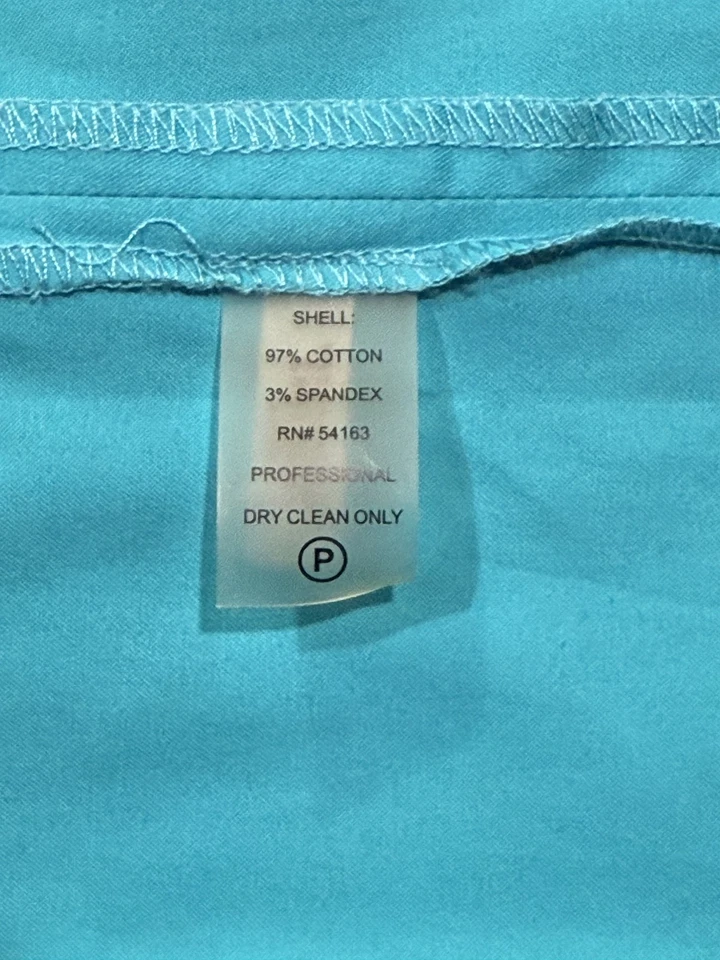 SHELL:
97% COTTON
3% SPANDEX
RN# 54163
PROFESSIONAL
DRY CLEAN ONLY
P